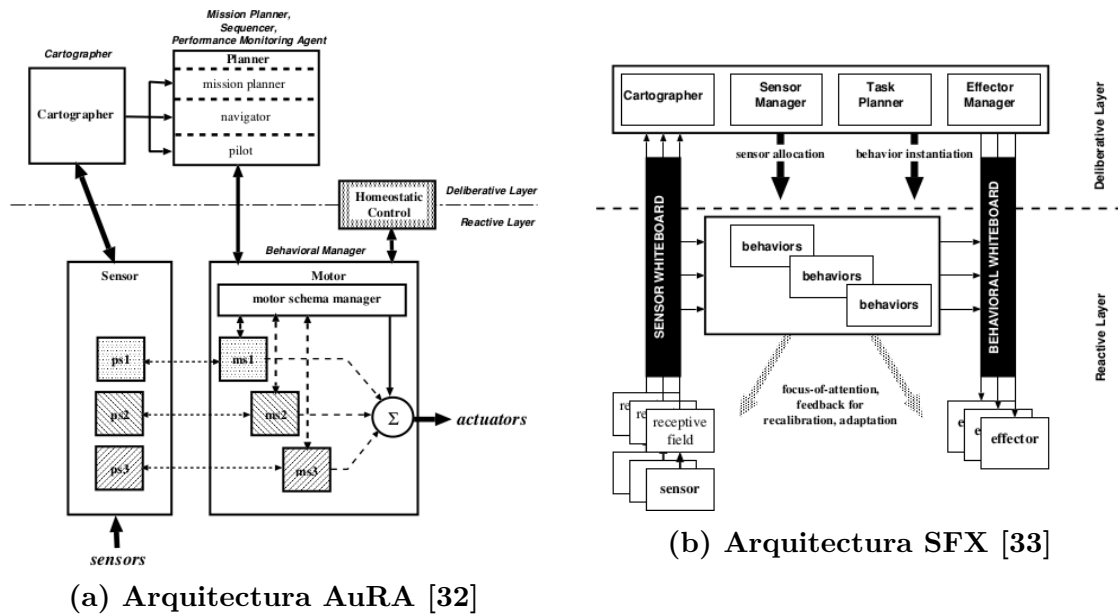 Mission Planner,
Sequencer,
Performance Monitoring Agent
Cartographer
Planner
mission planner
navigator
pilot
Cartographer
Deliberative Layer
Homeostatic
Control
Reactive Layer
Behavioral Manager
Sensor
Motor
motor schema manager
ps1
ms1
ps2
ms2
ps3
ms3
Σ
actuators
sensors
(a) Arquitectura AuRA [32]
Cartographer
Sensor
Manager
Task
Planner
Effector
Manager
sensor allocation
behavior instantiation
Deliberative Layer
SENSOR WHITEBOARD
behaviors
behaviors
behaviors
BEHAVIORAL WHITEBOARD
Reactive Layer
focus-of-attention,
feedback for
recalibration, adaptation
re
re
receptive
field
sensor
e
e
effector
(b) Arquitectura SFX [33]